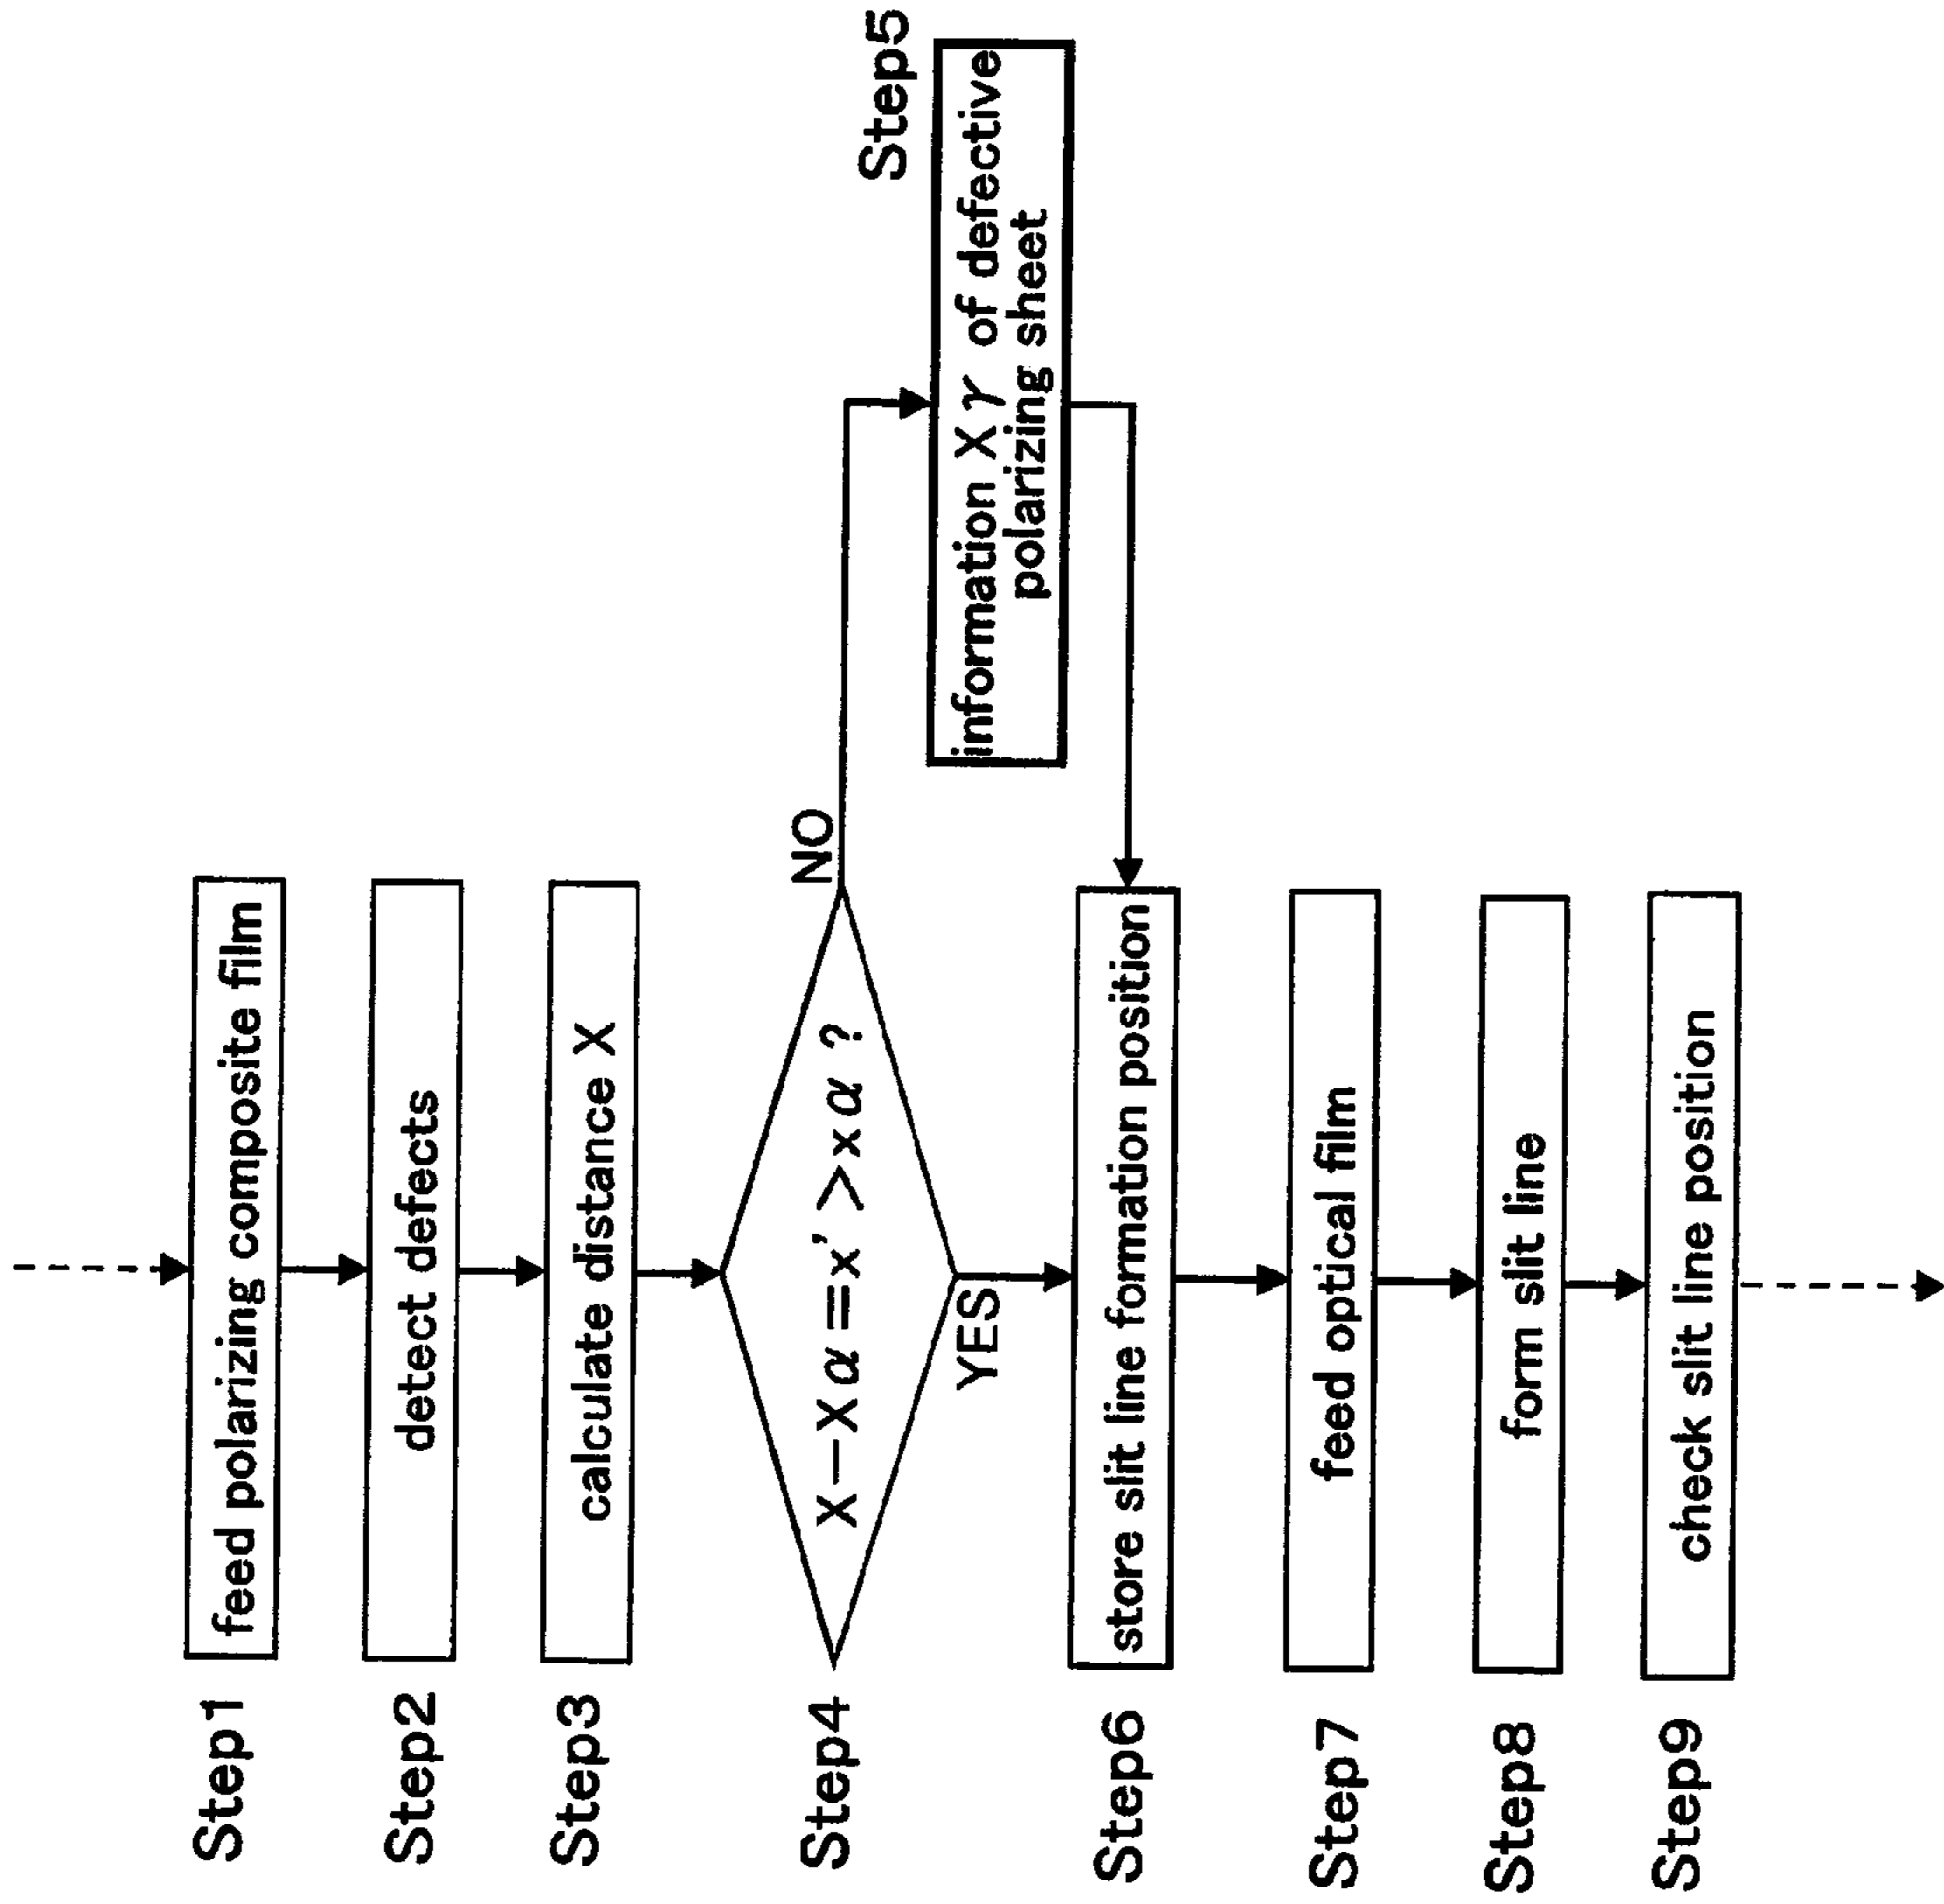 Step1
feed polarizing composite film
Step2
detect defects
Step3
calculate distance X
Step4
X−Xα=x'>xα ?
NO
YES
Step5
information Xγ of defective
polarizing sheet
Step6
store slit line formation position
Step7
feed optical film
Step8
form slit line
Step9
check slit line position